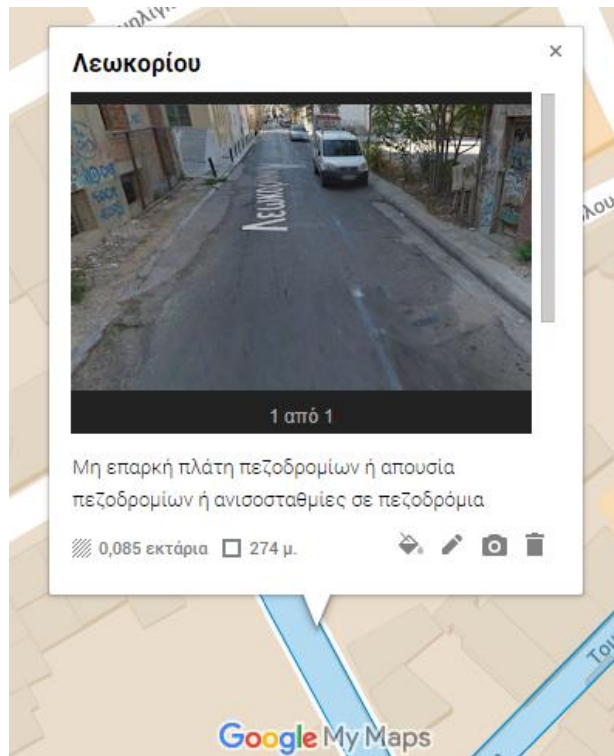 Λεωκορίου
Λεωκορίου
1 από 1
Μη επαρκή πλάτη πεζοδρομίων ή απουσία
πεζοδρομίων ή ανισοσταθμίες σε πεζοδρόμια
0,085 εκτάρια 274 μ.
Google My Maps